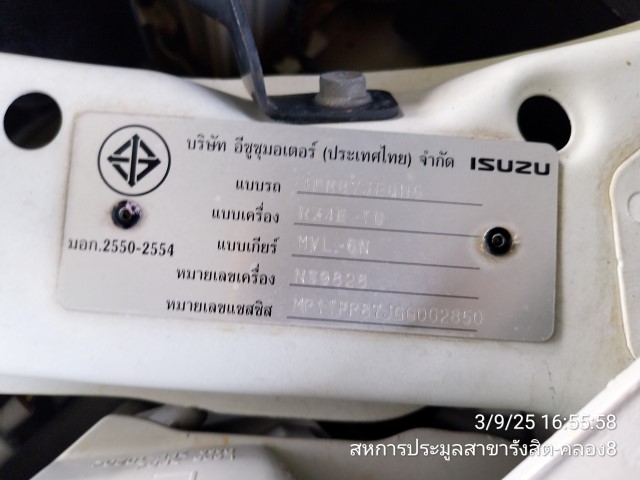 บริษัท อีซูซุมอเตอร์ (ประเทศไทย) จำกัด ISUZU
แบบรถ
แบบเครื่อง
มอก.2550-2554
แบบเกียร์ MVL-6N
หมายเลขเครื่อง NS9828
หมายเลขแชสซิส
3/9/25 16:55:58
สหการประมูลสาขารังสิต-คลอง8